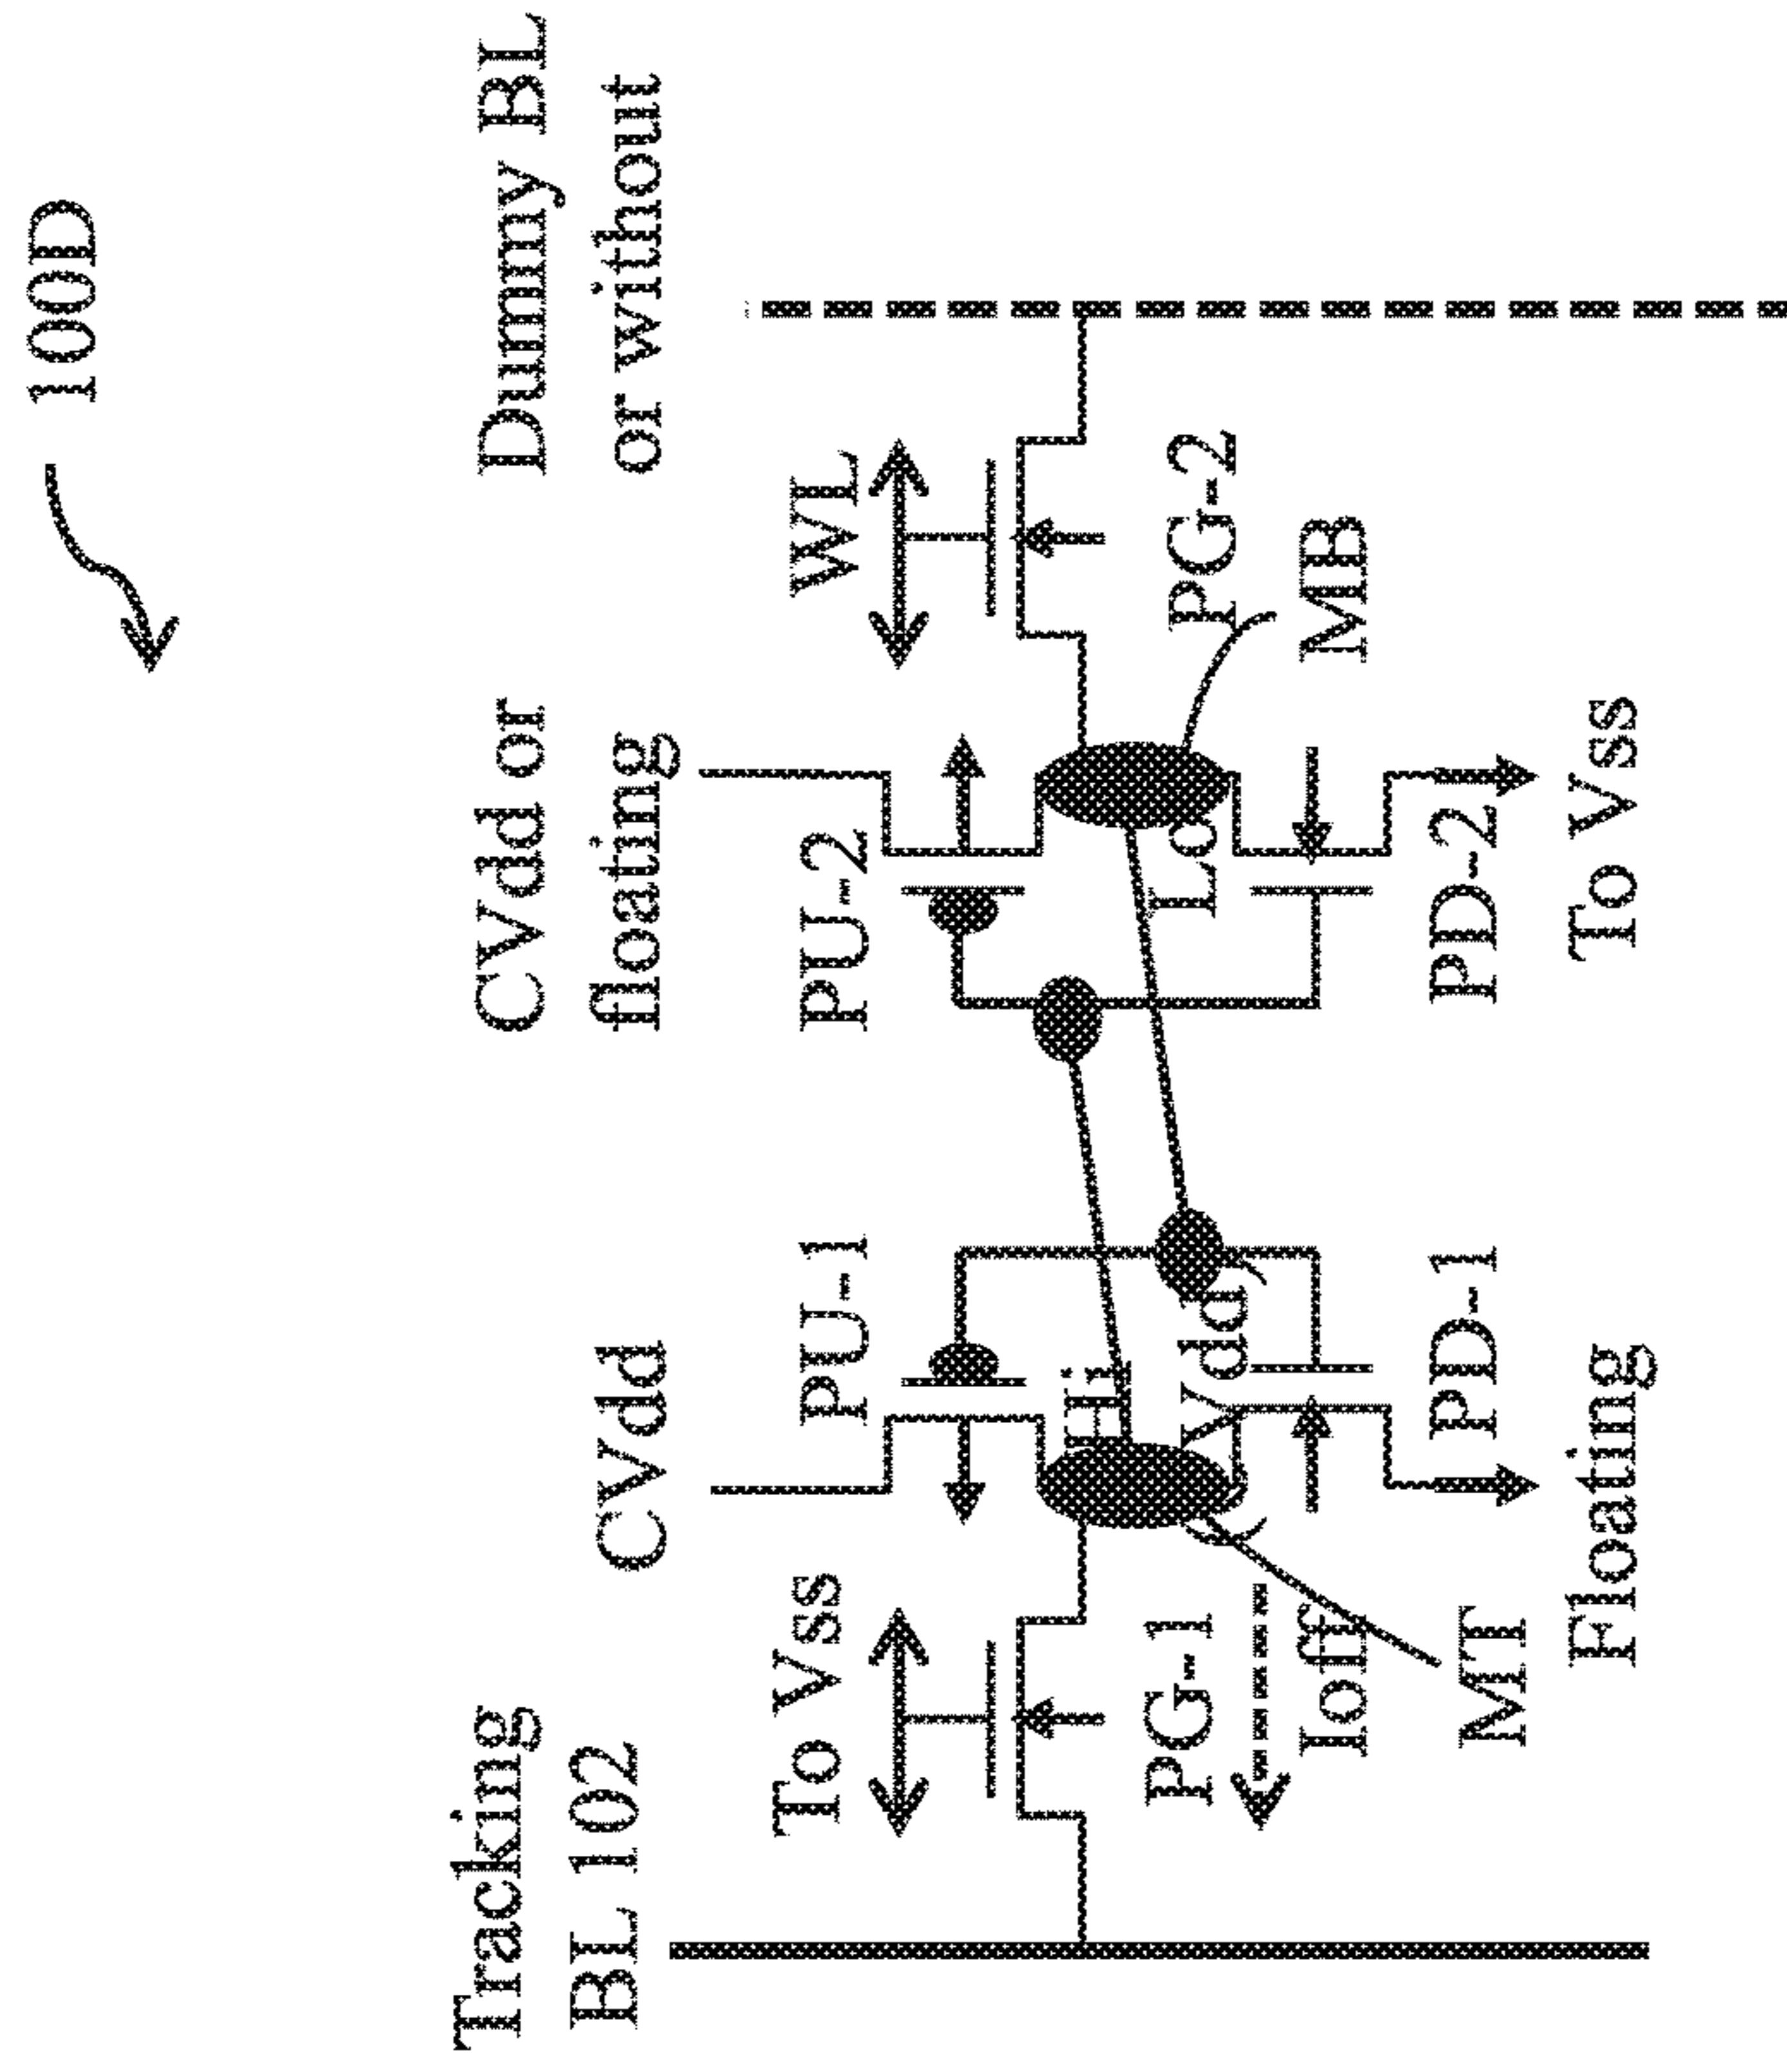 100D
Tracking
BL 102
CVdd
CVdd or
floating
Dummy BL
or without
To Vss
WL
PU-1
PU-2
Hi
(Vdd)
Lo
PG-1
PG-2
Ioff
MB
MT
PD-1
PD-2
Floating
To Vss